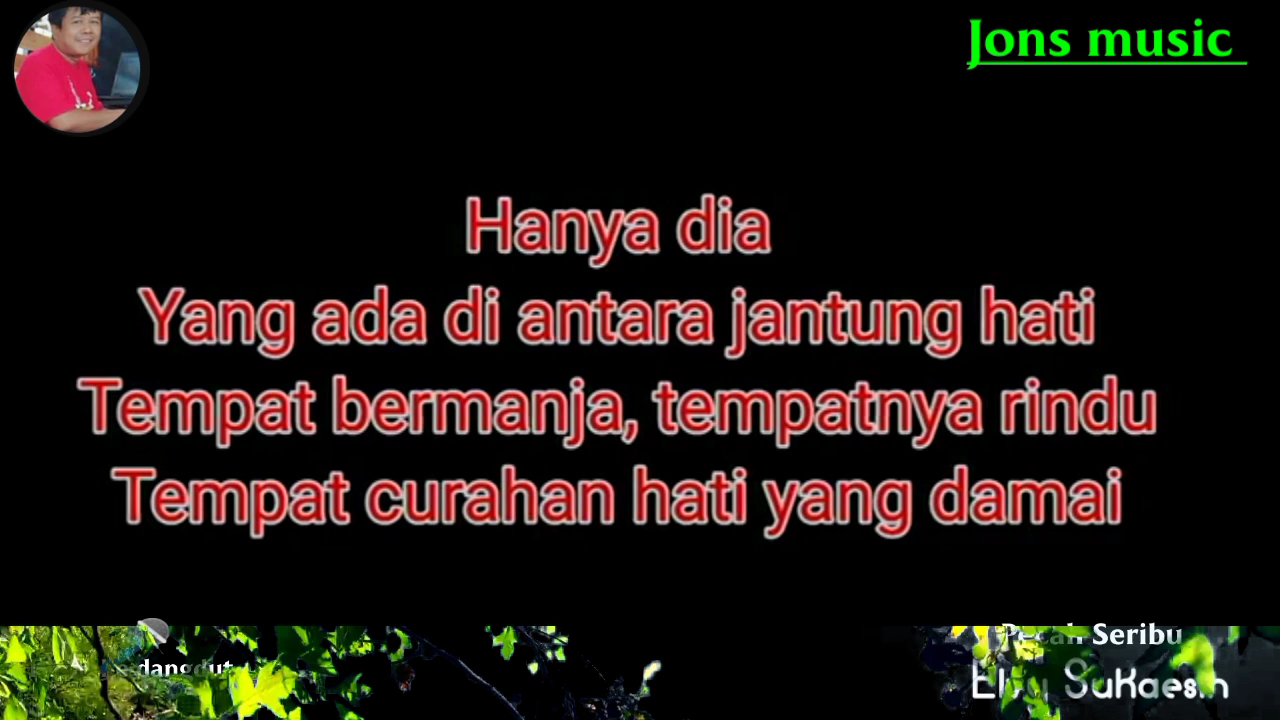 Jons music
Hanya dia
Yang ada di antara jantung hati
Tempat bermanja, tempatnya rindu
Tempat curahan hati yang damai
Seribu